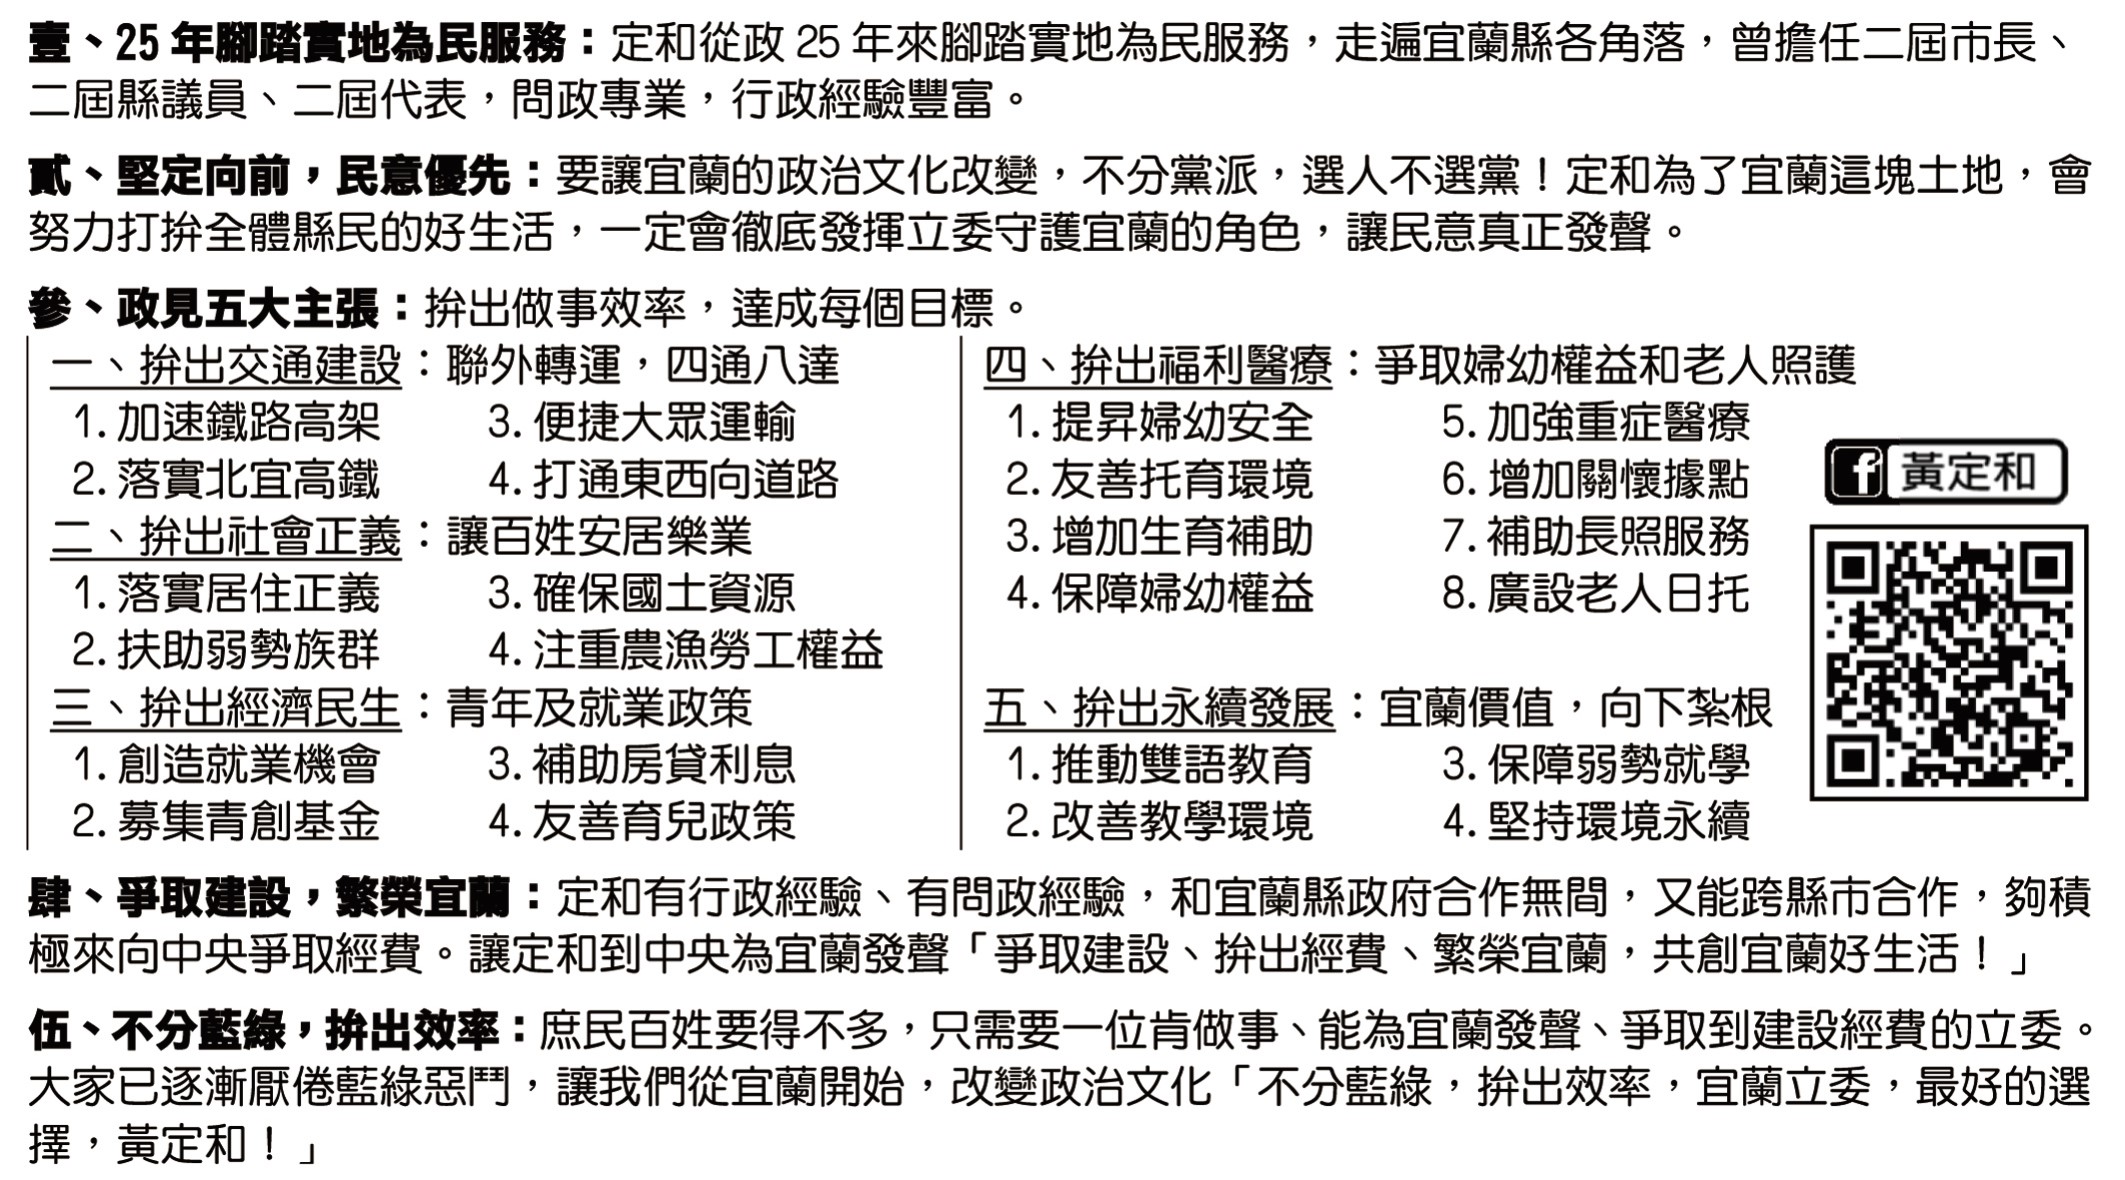 壹、25年腳踏實地為民服務：定和從政25年來腳踏實地為民服務，走遍宜蘭縣各角落，曾擔任二屆市長、
二屆縣議員、二屆代表，問政專業，行政經驗豐富。
貳、堅定向前，民意優先：要讓宜蘭的政治文化改變，不分黨派，選人不選黨！定和為了宜蘭這塊土地，會
努力打拚全體縣民的好生活，一定會徹底發揮立委守護宜蘭的角色，讓民意真正發聲。
參、政見五大主張：拚出做事效率，達成每個目標。
一、拚出交通建設：聯外轉運，四通八達
1.加速鐵路高架 3.便捷大眾運輸
2.落實北宜高鐵 4.打通東西向道路
二、拚出社會正義：讓百姓安居樂業
1.落實居住正義 3.確保國土資源
2.扶助弱勢族群 4.注重農漁勞工權益
三、拚出經濟民生：青年及就業政策
1.創造就業機會 3.補助房貸利息
2.募集青創基金 4.友善育兒政策
四、拚出福利醫療：爭取婦幼權益和老人照護
1.提昇婦幼安全 5.加強重症醫療
2.友善托育環境 6.增加關懷據點
3.增加生育補助 7.補助長照服務
4.保障婦幼權益 8.廣設老人日托
五、拚出永續發展：宜蘭價值，向下紮根
1.推動雙語教育 3.保障弱勢就學
2.改善教學環境 4.堅持環境永續
f 黃定和
肆、爭取建設，繁榮宜蘭：定和有行政經驗、有問政經驗，和宜蘭縣政府合作無間，又能跨縣市合作，夠積
極來向中央爭取經費。讓定和到中央為宜蘭發聲「爭取建設、拚出經費、繁榮宜蘭，共創宜蘭好生活！」
伍、不分藍綠，拚出效率：庶民百姓要得不多，只需要一位肯做事、能為宜蘭發聲、爭取到建設經費的立委。
大家已逐漸厭倦藍綠惡鬥，讓我們從宜蘭開始，改變政治文化「不分藍綠，拚出效率，宜蘭立委，最好的選
擇，黃定和！」